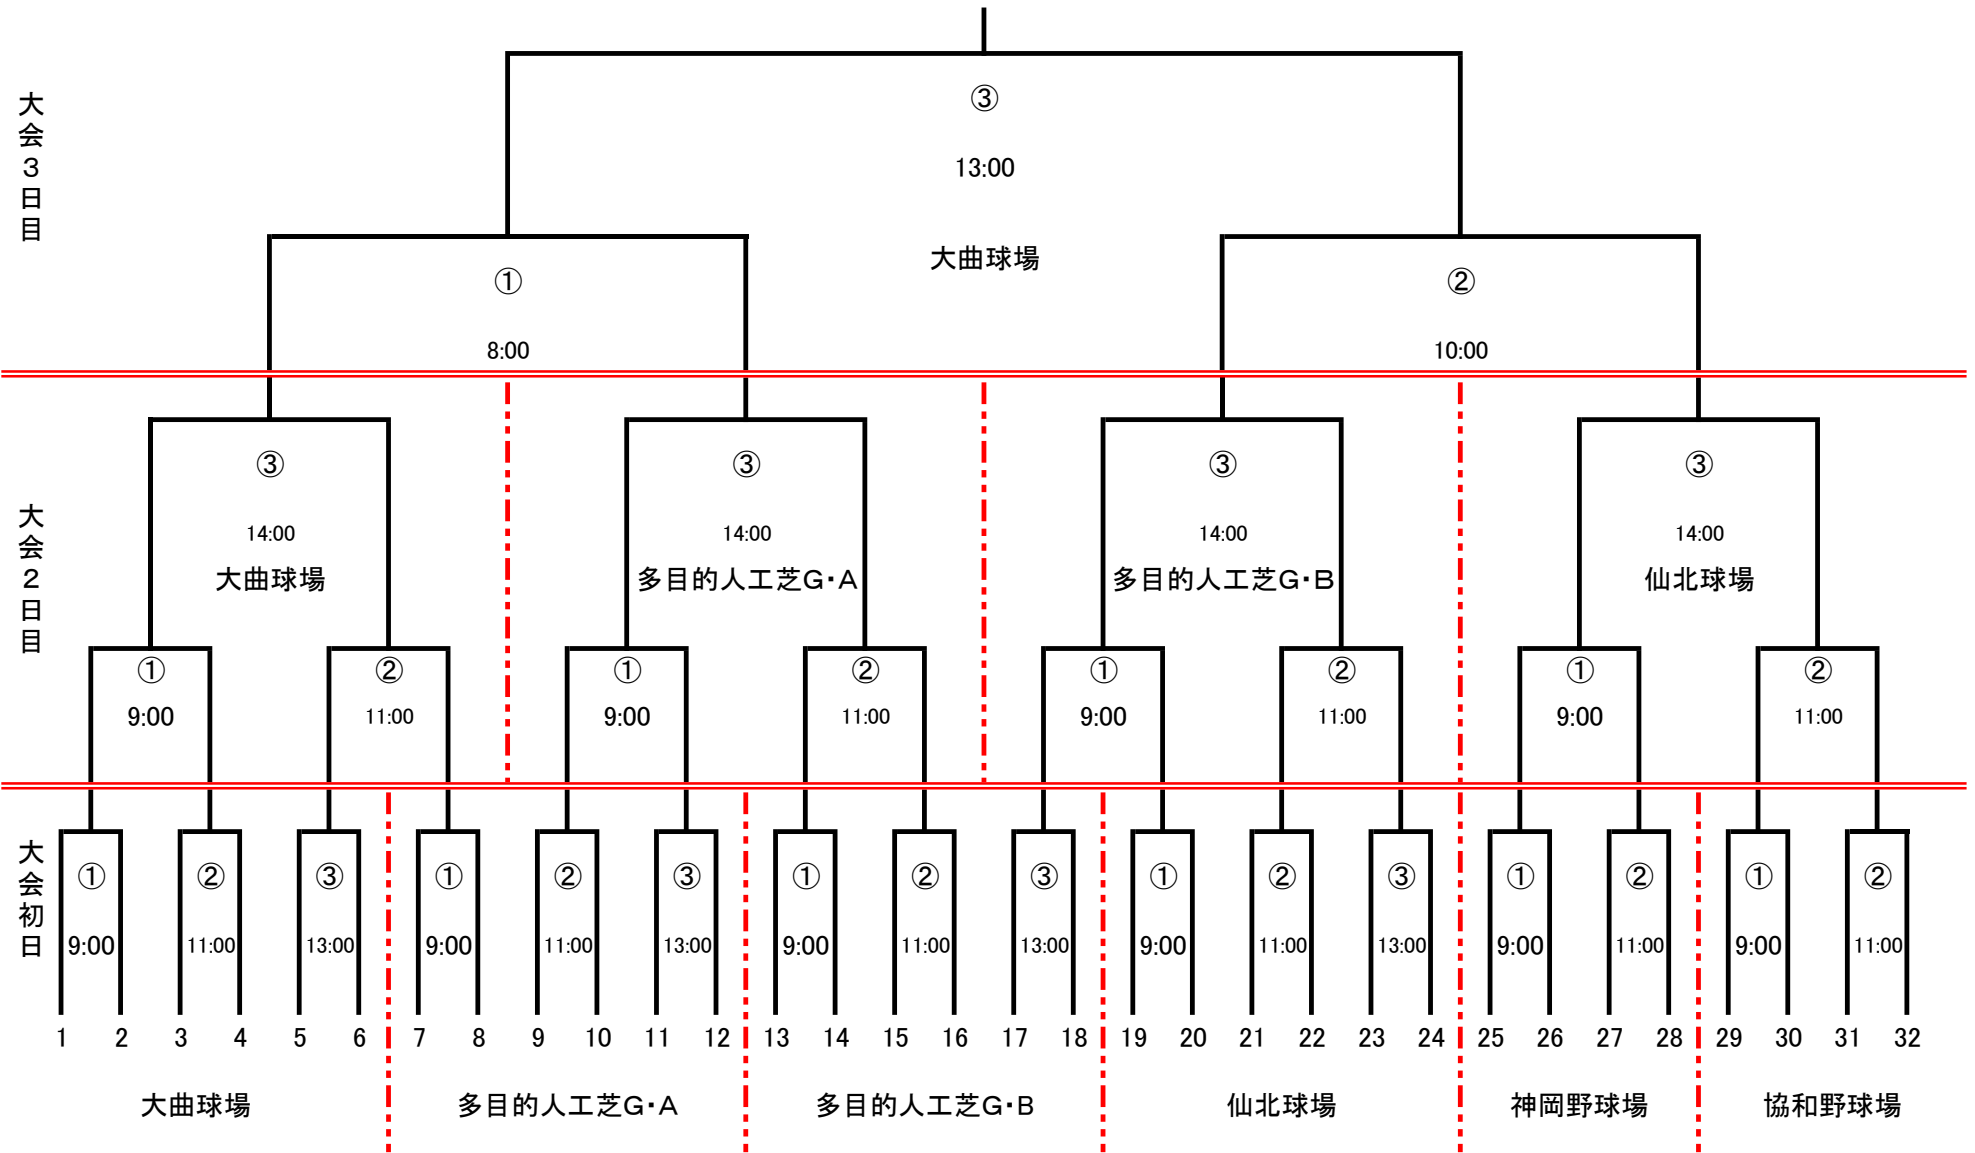 大会3日目
③
13:00
大曲球場
①
②
8:00
10:00
大会2日目
③ ③ ③ ③
14:00 14:00 14:00 14:00
大曲球場 多目的人工芝G・A 多目的人工芝G・B 仙北球場
① ② ① ② ① ② ① ②
9:00 11:00 9:00 11:00 9:00 11:00 9:00 11:00
大会初日
① ② ③ ① ② ③ ① ② ③ ① ② ③ ① ② ① ②
9:00 11:00 13:00 9:00 11:00 13:00 9:00 11:00 13:00 9:00 11:00 13:00 9:00 11:00 9:00 11:00
1 2 3 4 5 6 7 8 9 10 11 12 13 14 15 16 17 18 19 20 21 22 23 24 25 26 27 28 29 30 31 32
大曲球場 多目的人工芝G・A 多目的人工芝G・B 仙北球場 神岡野球場 協和野球場